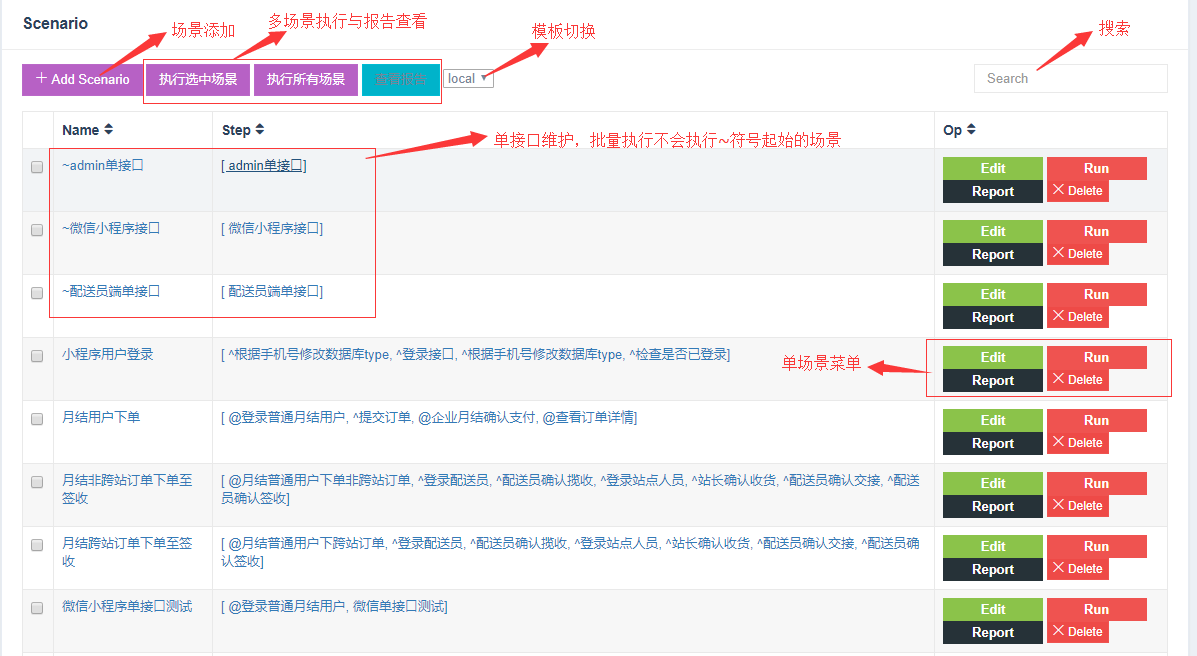 Scenario
场景添加
多场景执行与报告查看
模板切换
搜索
+ Add Scenario
执行选中场景
执行所有场景
查看报告
local
Search
Name
Step
Op
单接口维护，批量执行不会执行~符号起始的场景
~admin单接口
[ admin单接口]
Edit
Run
Report
× Delete
~微信小程序接口
[ 微信小程序接口]
Edit
Run
Report
× Delete
~配送员端单接口
[ 配送员端单接口]
Edit
Run
Report
× Delete
小程序用户登录
[ ^根据手机号修改数据库type, ^登录接口, ^根据手机号修改数据库type, ^检查是否已登录]
单场景菜单
Edit
Run
Report
× Delete
月结用户下单
[ @登录普通月结用户, ^提交订单, @企业月结确认支付, @查看订单详情]
Edit
Run
Report
× Delete
月结非跨站订单下单至
签收
[ @月结普通用户下单非跨站订单, ^登录配送员, ^配送员确认揽收, ^登录站点人员, ^站长确认收货, ^配送员确认交接, ^配送
员确认签收]
Edit
Run
Report
× Delete
月结跨站订单下单至签
收
[ @月结普通用户下跨站订单, ^登录配送员, ^配送员确认揽收, ^登录站点人员, ^站长确认收货, ^配送员确认交接, ^配送员确
认签收]
Edit
Run
Report
× Delete
微信小程序单接口测试
[ @登录普通月结用户, 微信单接口测试]
Edit
Run
Report
× Delete